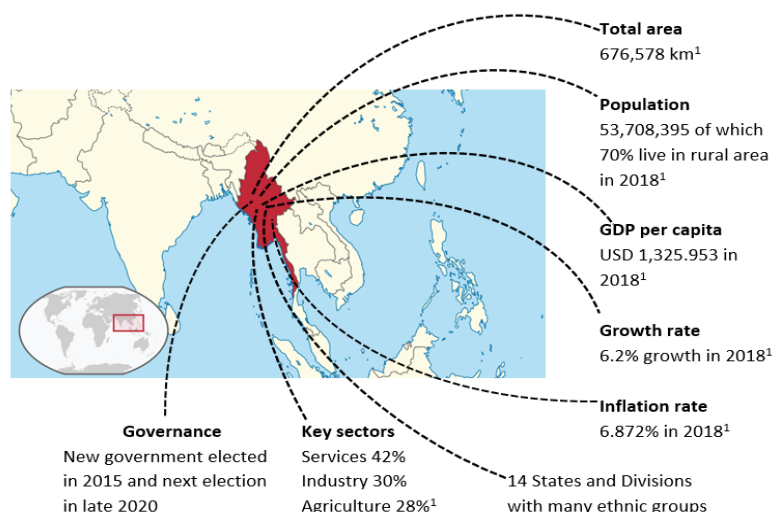 Total area
676,578 km¹
Population
53,708,395 of which
70% live in rural area
in 2018¹
GDP per capita
USD 1,325.953 in
2018¹
Growth rate
6.2% growth in 2018¹
Inflation rate
6.872% in 2018¹
Governance
New government elected
in 2015 and next election
in late 2020
Key sectors
Services 42%
Industry 30%
Agriculture 28%¹
14 States and Divisions
with many ethnic groups